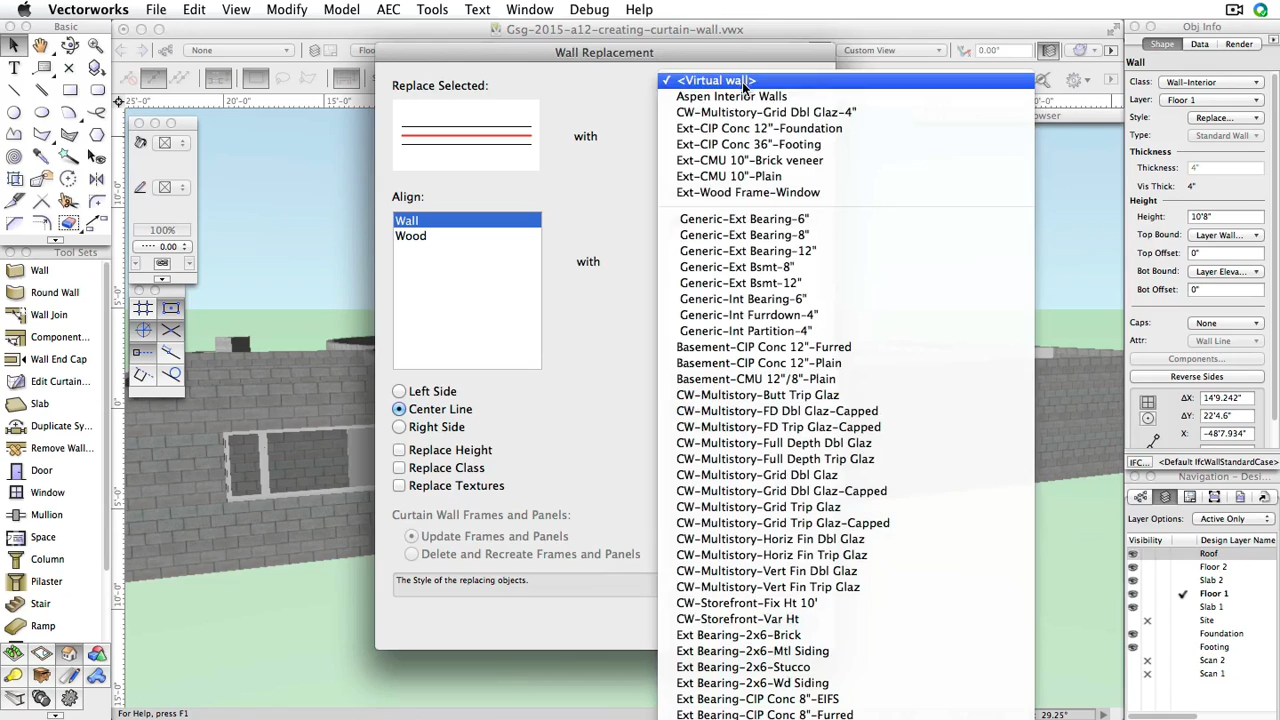 Vectorworks File Edit View Modify Model AEC Tools Text Window Debug Help
Basic
Gsg-2015-a12-creating-curtain-wall.vwx
Obj Info
None
Custom View
0.00°
Shape Data Render
Wall Replacement
Wall
Class: Wall-Interior
Layer: Floor 1
Style: Replace...
Type: Standard Wall
Thickness
Thickness: 4"
Vis Thick: 4"
Height
Height: 10'8"
Top Bound: Layer Wall...
Top Offset: 0"
Bot Bound: Layer Eleva...
Bot Offset: 0"
Caps: None
Attr: Wall Line
Components...
Reverse Sides
ΔX: 14'9.242"
ΔY: 22'4.6"
X: -48'7.934"
IFC... <Default IfcWallStandardCase>
Navigation - Desi...
Layer Options: Active Only
Visibility # Design Layer Name
Roof
Floor 2
Slab 2
Floor 1
Slab 1
Site
Foundation
Footing
Scan 2
Scan 1
Replace Selected:
with
Align:
Wall
Wood
with
Left Side
Center Line
Right Side
Replace Height
Replace Class
Replace Textures
Curtain Wall Frames and Panels:
Update Frames and Panels
Delete and Recreate Frames and Panels
The Style of the replacing objects.
✓ <Virtual wall>
Aspen Interior Walls
CW-Multistory-Grid Dbl Glaz-4"
Ext-CIP Conc 12"-Foundation
Ext-CIP Conc 36"-Footing
Ext-CMU 10"-Brick veneer
Ext-CMU 10"-Plain
Ext-Wood Frame-Window
Generic-Ext Bearing-6"
Generic-Ext Bearing-8"
Generic-Ext Bearing-12"
Generic-Ext Bsmt-8"
Generic-Ext Bsmt-12"
Generic-Int Bearing-6"
Generic-Int Furrdown-4"
Generic-Int Partition-4"
Basement-CIP Conc 12"-Furred
Basement-CIP Conc 12"-Plain
Basement-CMU 12"/8"-Plain
CW-Multistory-Butt Trip Glaz
CW-Multistory-FD Dbl Glaz-Capped
CW-Multistory-FD Trip Glaz-Capped
CW-Multistory-Full Depth Dbl Glaz
CW-Multistory-Full Depth Trip Glaz
CW-Multistory-Grid Dbl Glaz
CW-Multistory-Grid Dbl Glaz-Capped
CW-Multistory-Grid Trip Glaz
CW-Multistory-Grid Trip Glaz-Capped
CW-Multistory-Horiz Fin Dbl Glaz
CW-Multistory-Horiz Fin Trip Glaz
CW-Multistory-Vert Fin Dbl Glaz
CW-Multistory-Vert Fin Trip Glaz
CW-Storefront-Fix Ht 10'
CW-Storefront-Var Ht
Ext Bearing-2x6-Brick
Ext Bearing-2x6-Mtl Siding
Ext Bearing-2x6-Stucco
Ext Bearing-2x6-Wd Siding
Ext Bearing-CIP Conc 8"-EIFS
Ext Bearing-CIP Conc 8"-Furred
25'-0" 20'-0" 15'-
100%
0.00
Tool Sets
Wall
Round Wall
Wall Join
Component...
Wall End Cap
Edit Curtain...
Slab
Duplicate Sy...
Remove Wall...
Door
Window
Mullion
Space
Column
Pilaster
Stair
Ramp
For Help, press F1
29.25"